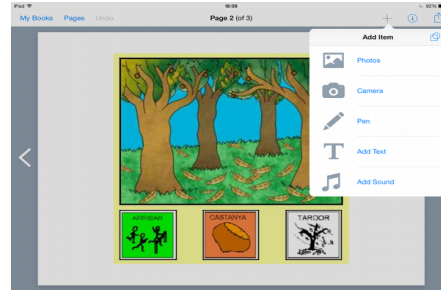 iPad 18:09 92%
My Books Pages Undo Page 2 (of 3)
Add Item
Photos
Camera
Pen
Add Text
Add Sound
ARRIBAR CASTANYA TARDOR